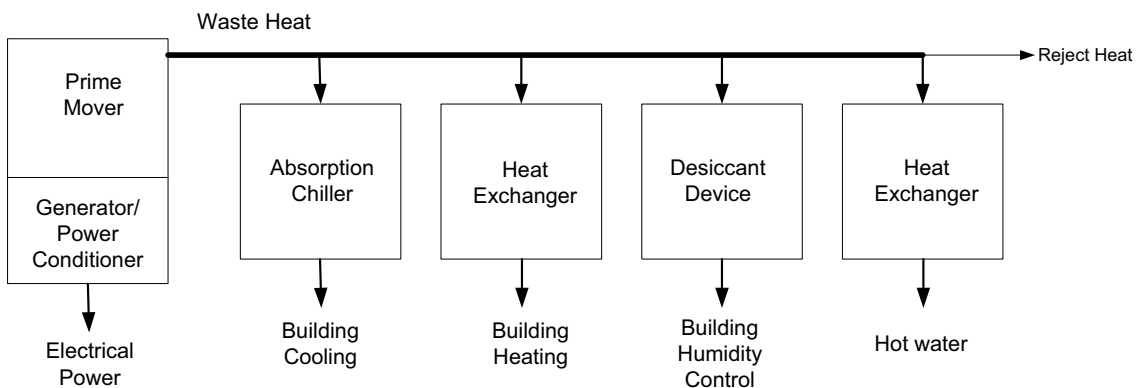 Waste Heat
Reject Heat
Prime
Mover
Generator/
Power
Conditioner
Absorption
Chiller
Heat
Exchanger
Desiccant
Device
Heat
Exchanger
Electrical
Power
Building
Cooling
Building
Heating
Building
Humidity
Control
Hot water